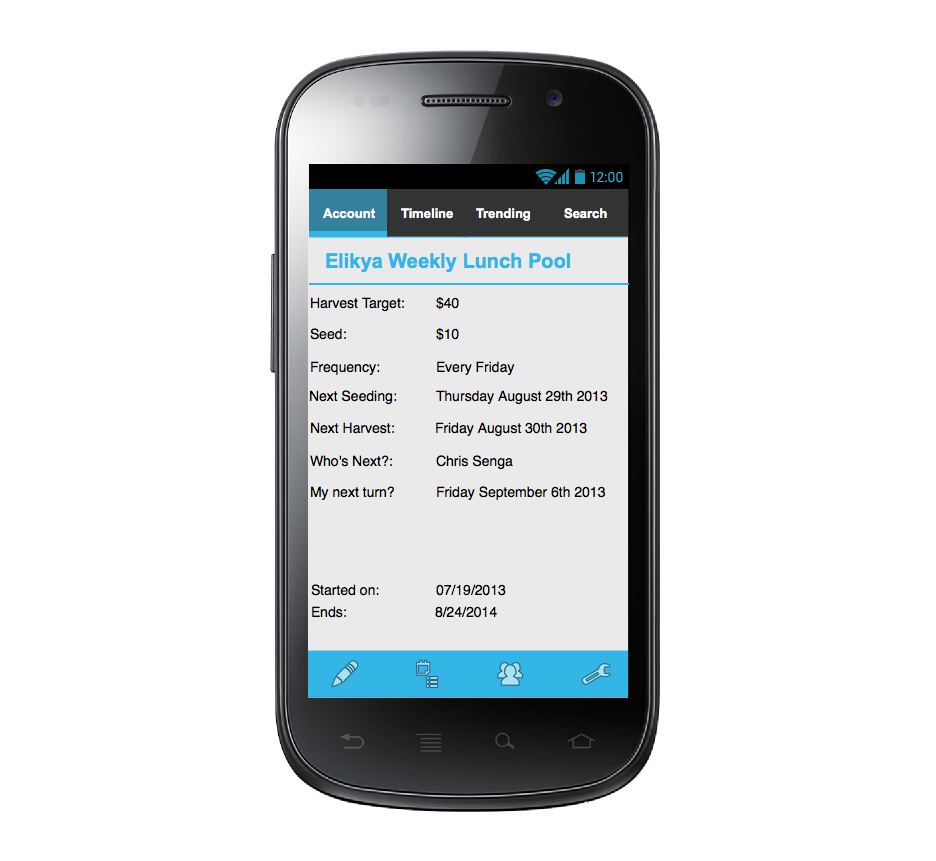 12:00
Account Timeline Trending Search
Elikya Weekly Lunch Pool
Harvest Target: $40
Seed: $10
Frequency: Every Friday
Next Seeding: Thursday August 29th 2013
Next Harvest: Friday August 30th 2013
Who's Next?: Chris Senga
My next turn? Friday September 6th 2013
Started on: 07/19/2013
Ends: 8/24/2014